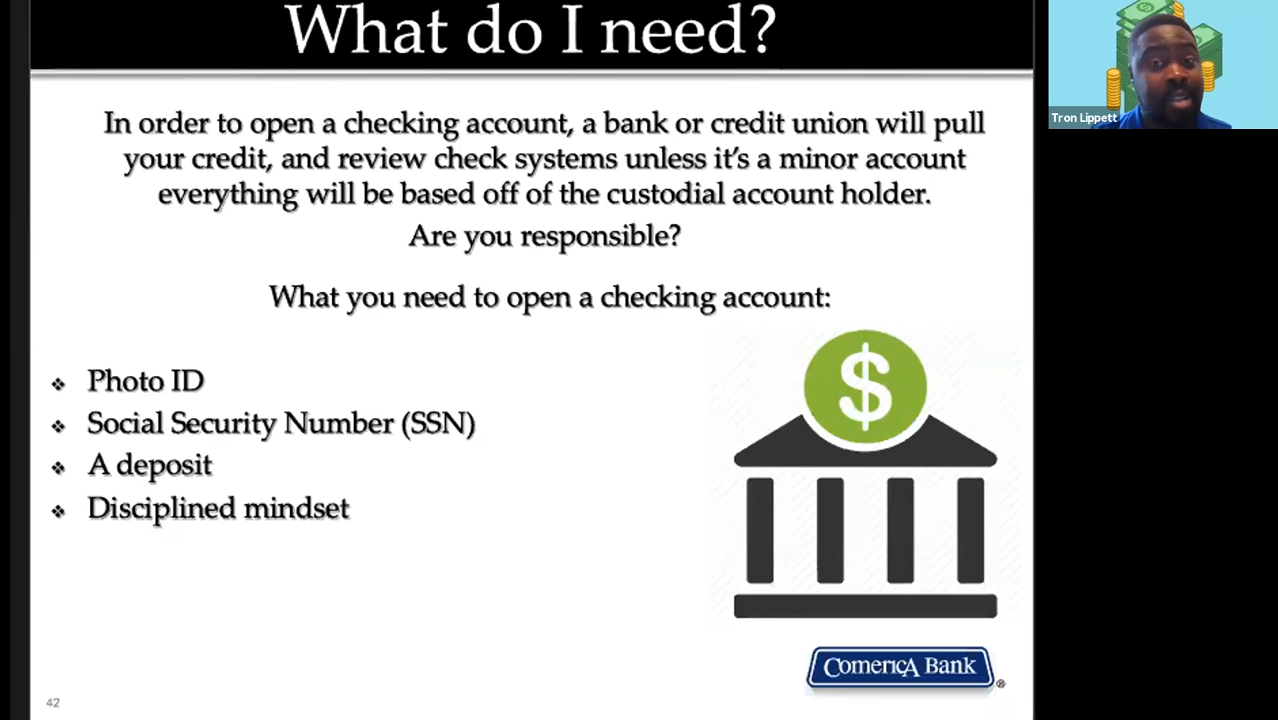 What do I need?
In order to open a checking account, a bank or credit union will pull
your credit, and review check systems unless it's a minor account
everything will be based off of the custodial account holder.
Are you responsible?
What you need to open a checking account:
❖ Photo ID
❖ Social Security Number (SSN)
❖ A deposit
❖ Disciplined mindset
$
ComericA Bank ®
42
Tron Lippett